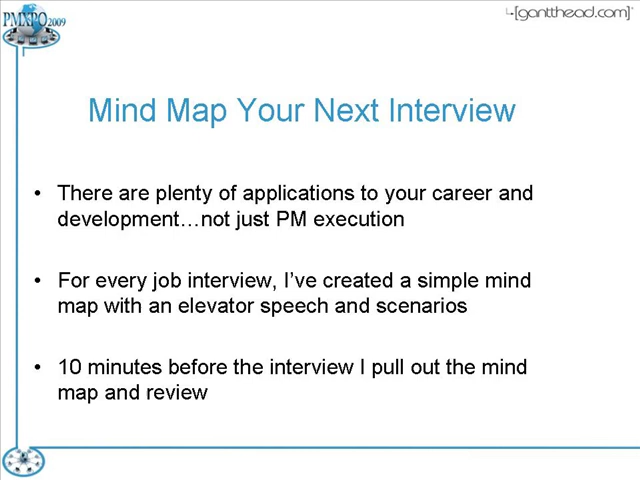 PMXPO 2009
[gantthead.com]
Mind Map Your Next Interview
• There are plenty of applications to your career and
development…not just PM execution
• For every job interview, I've created a simple mind
map with an elevator speech and scenarios
• 10 minutes before the interview I pull out the mind
map and review